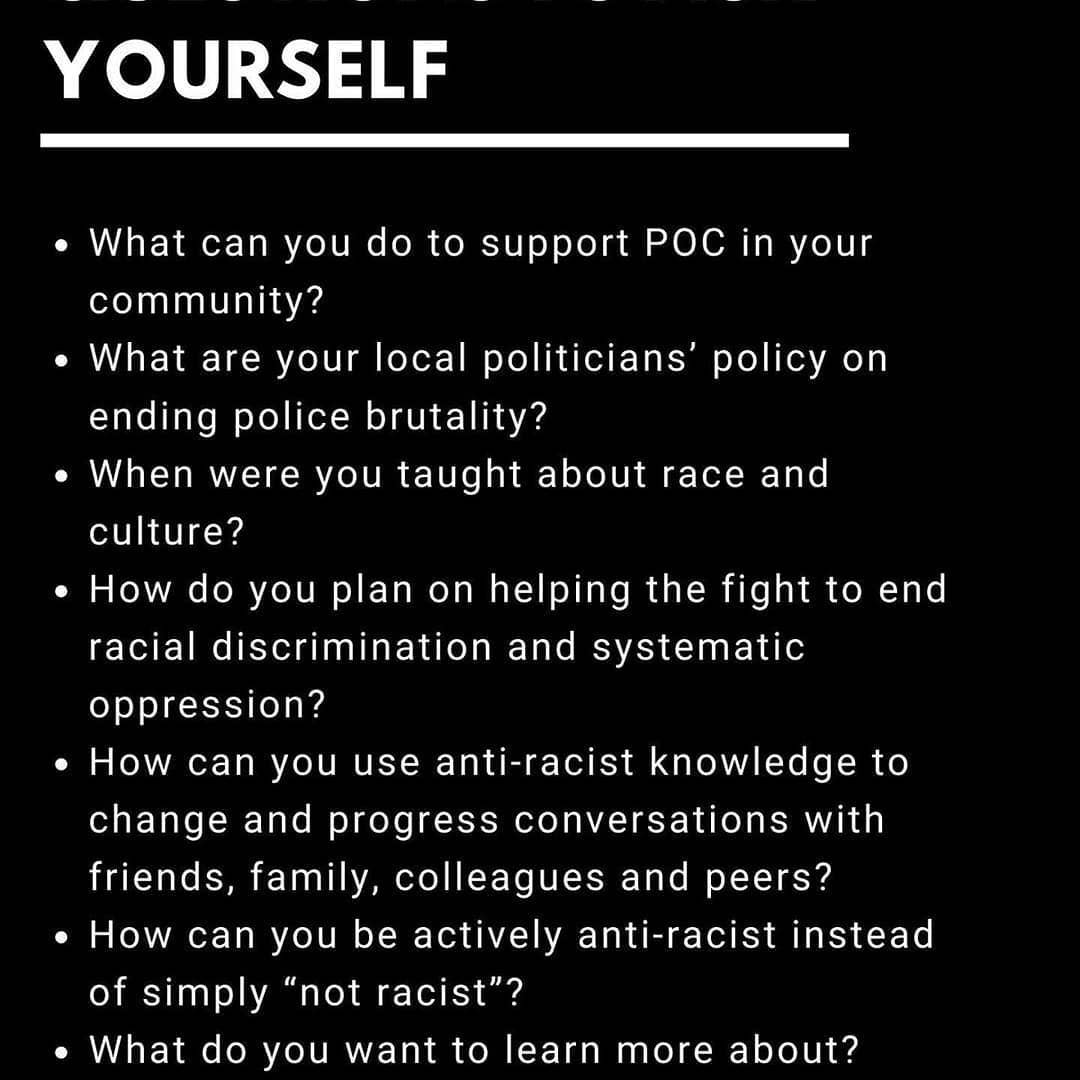 YOURSELF
• What can you do to support POC in your
community?
• What are your local politicians’ policy on
ending police brutality?
• When were you taught about race and
culture?
• How do you plan on helping the fight to end
racial discrimination and systematic
oppression?
• How can you use anti-racist knowledge to
change and progress conversations with
friends, family, colleagues and peers?
• How can you be actively anti-racist instead
of simply “not racist”?
• What do you want to learn more about?